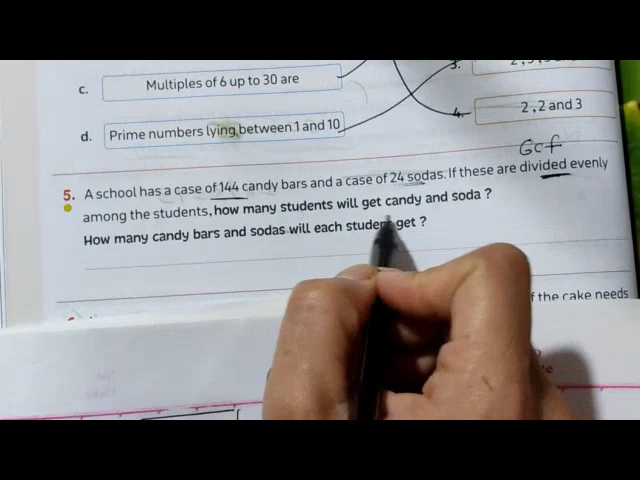 c. Multiples of 6 up to 30 are
3.
d. Prime numbers lying between 1 and 10
4. 2 , 2 and 3
GCF
5. A school has a case of 144 candy bars and a case of 24 sodas. If these are divided evenly
among the students, how many students will get candy and soda ?
How many candy bars and sodas will each student get ?
f the cake needs